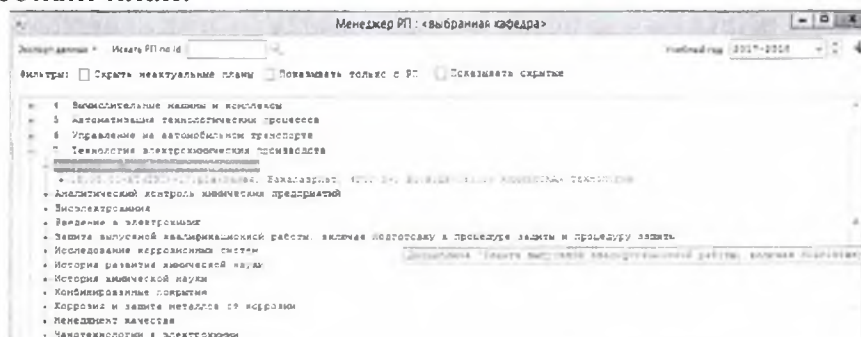 Менеджер РП : <выбранная кафедра>
Экспорт данных Искать РП по id Учебный год 2017-2018
Фильтры: Скрыть неактуальные планы Показывать только с РП Показывать скрытые
4 Вычислительные машины и комплексы
5 Автоматизация технологических процессов
6 Управление на автомобильном транспорте
7 Технология электрохимических производств
Бакалавриат,
Аналитический контроль химических предприятий
Биоэлектрохимия
Введение в электрохимию
Защита выпускной квалификационной работы, включая подготовку к процедуре защиты и процедуру защиты
Исследование коррозионных систем
История развития химической науки
История химической науки
Комбинированные покрытия
Коррозия и защита металлов от коррозии
Менеджмент качества
Нанотехнологии в электрохимии